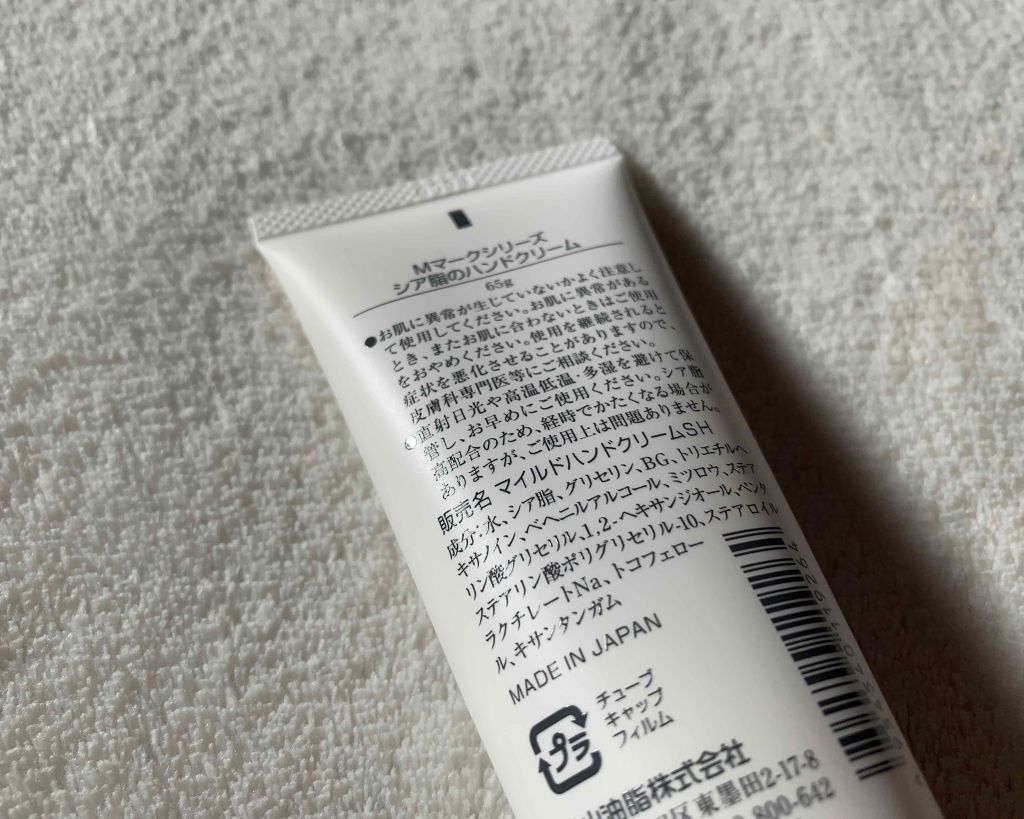 Mマークシリーズ
シア脂のハンドクリーム
65g
●お肌に異常が生じていないかよく注意し
て使用してください。お肌に異常がある
とき、またお肌に合わないときはご使用
をおやめください。使用を継続されると
症状を悪化させることがありますので、
皮膚科専門医等にご相談ください。
●直射日光や高温低温、多湿を避けて保
管し、お早めにご使用ください。シア脂
高配合のため、経時でかたくなる場合が
ありますが、ご使用上は問題ありません。
販売名 マイルドハンドクリームSH
成分:水、シア脂、グリセリン、BG、トリエチルヘ
キサノイン、ベヘニルアルコール、ミツロウ、ステア
リン酸グリセリル、1,2-ヘキサンジオール、ペンタ
ステアリン酸ポリグリセリル-10、ステアロイル
ラクチレートNa、トコフェロー
ル、キサンタンガム
MADE IN JAPAN
プラ
チューブ
キャップ
フィルム
山油脂株式会社
区 東墨田2-17-8
800-642